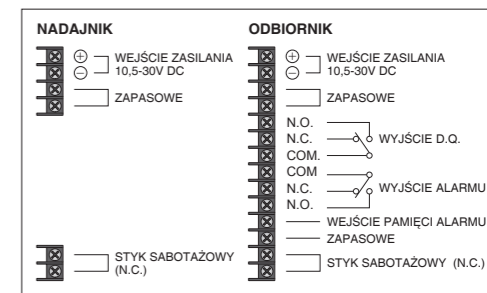 NADAJNIK
⊕ WEJŚCIE ZASILANIA
⊖ 10,5-30V DC
ZAPASOWE
STYK SABOTAŻOWY
(N.C.)
ODBIORNIK
⊕ WEJŚCIE ZASILANIA
⊖ 10,5-30V DC
ZAPASOWE
N.O.
N.C. WYJŚCIE D.Q.
COM.
COM
N.C. WYJŚCIE ALARMU
N.O.
WEJŚCIE PAMIĘCI ALARMU
ZAPASOWE
STYK SABOTAŻOWY (N.C.)